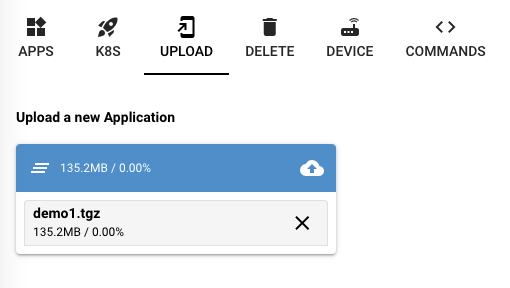 APPS K8S UPLOAD DELETE DEVICE COMMANDS
Upload a new Application
135.2MB / 0.00%
demo1.tgz
135.2MB / 0.00%